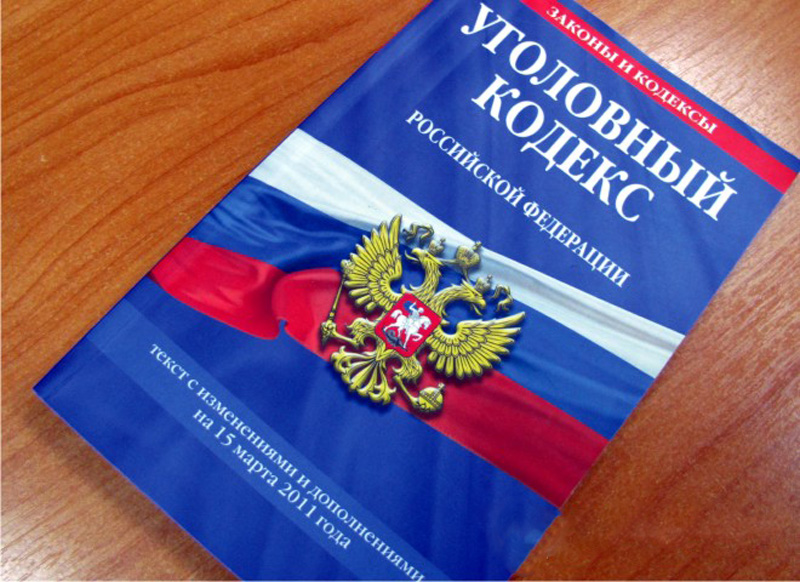 ЗАКОНЫ И КОДЕКСЫ
УГОЛОВНЫЙ
КОДЕКС
РОССИЙСКОЙ ФЕДЕРАЦИИ
ТЕКСТ С ИЗМЕНЕНИЯМИ И ДОПОЛНЕНИЯМИ
на 15 марта 2011 года